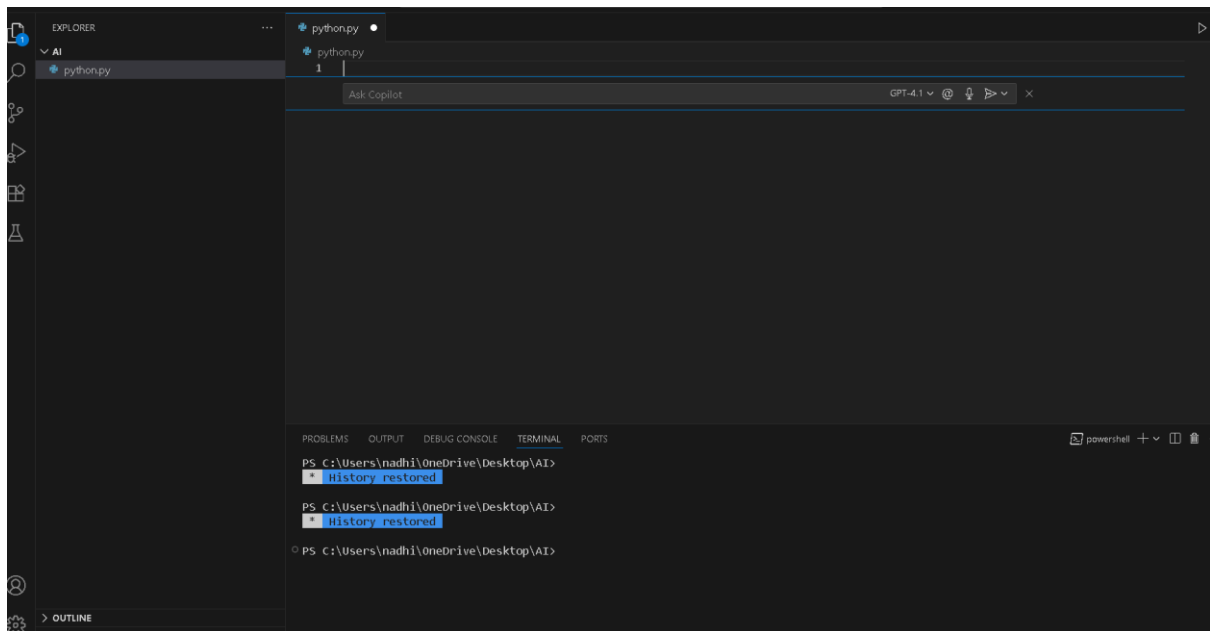 EXPLORER ...
AI
python.py
OUTLINE
1
python.py
python.py
1
Ask Copilot GPT-4.1
PROBLEMS OUTPUT DEBUG CONSOLE TERMINAL PORTS
powershell
PS C:\Users\nadhi\OneDrive\Desktop\AI>
* History restored
PS C:\Users\nadhi\OneDrive\Desktop\AI>
* History restored
PS C:\Users\nadhi\OneDrive\Desktop\AI>